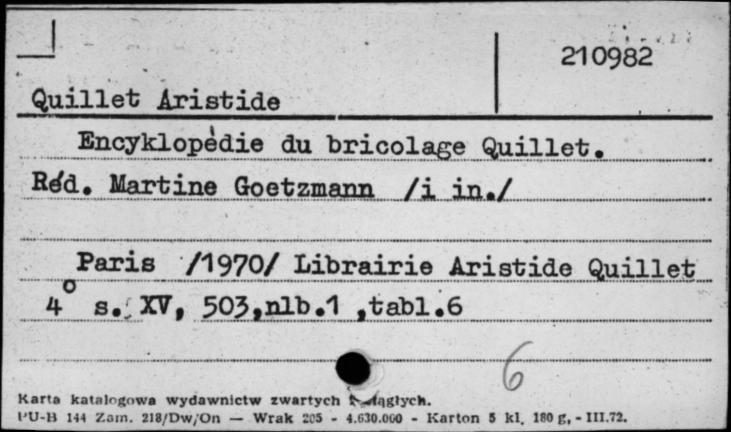 210982
Quillet Aristide
Encyklopèdie du bricolage Quillet.
Réd. Martine Goetzmann /i in./
Paris /1970/ Librairie Aristide Quillet
4° s. XV, 503,nlb.1 ,tabl.6
6
Karta katalogowa wydawnictw zwartych
PU-B 144 Zam. 218/Dw/On — Wrak 205 - 4.630.000 - Karton 5 kl. 180 g, - III.72.